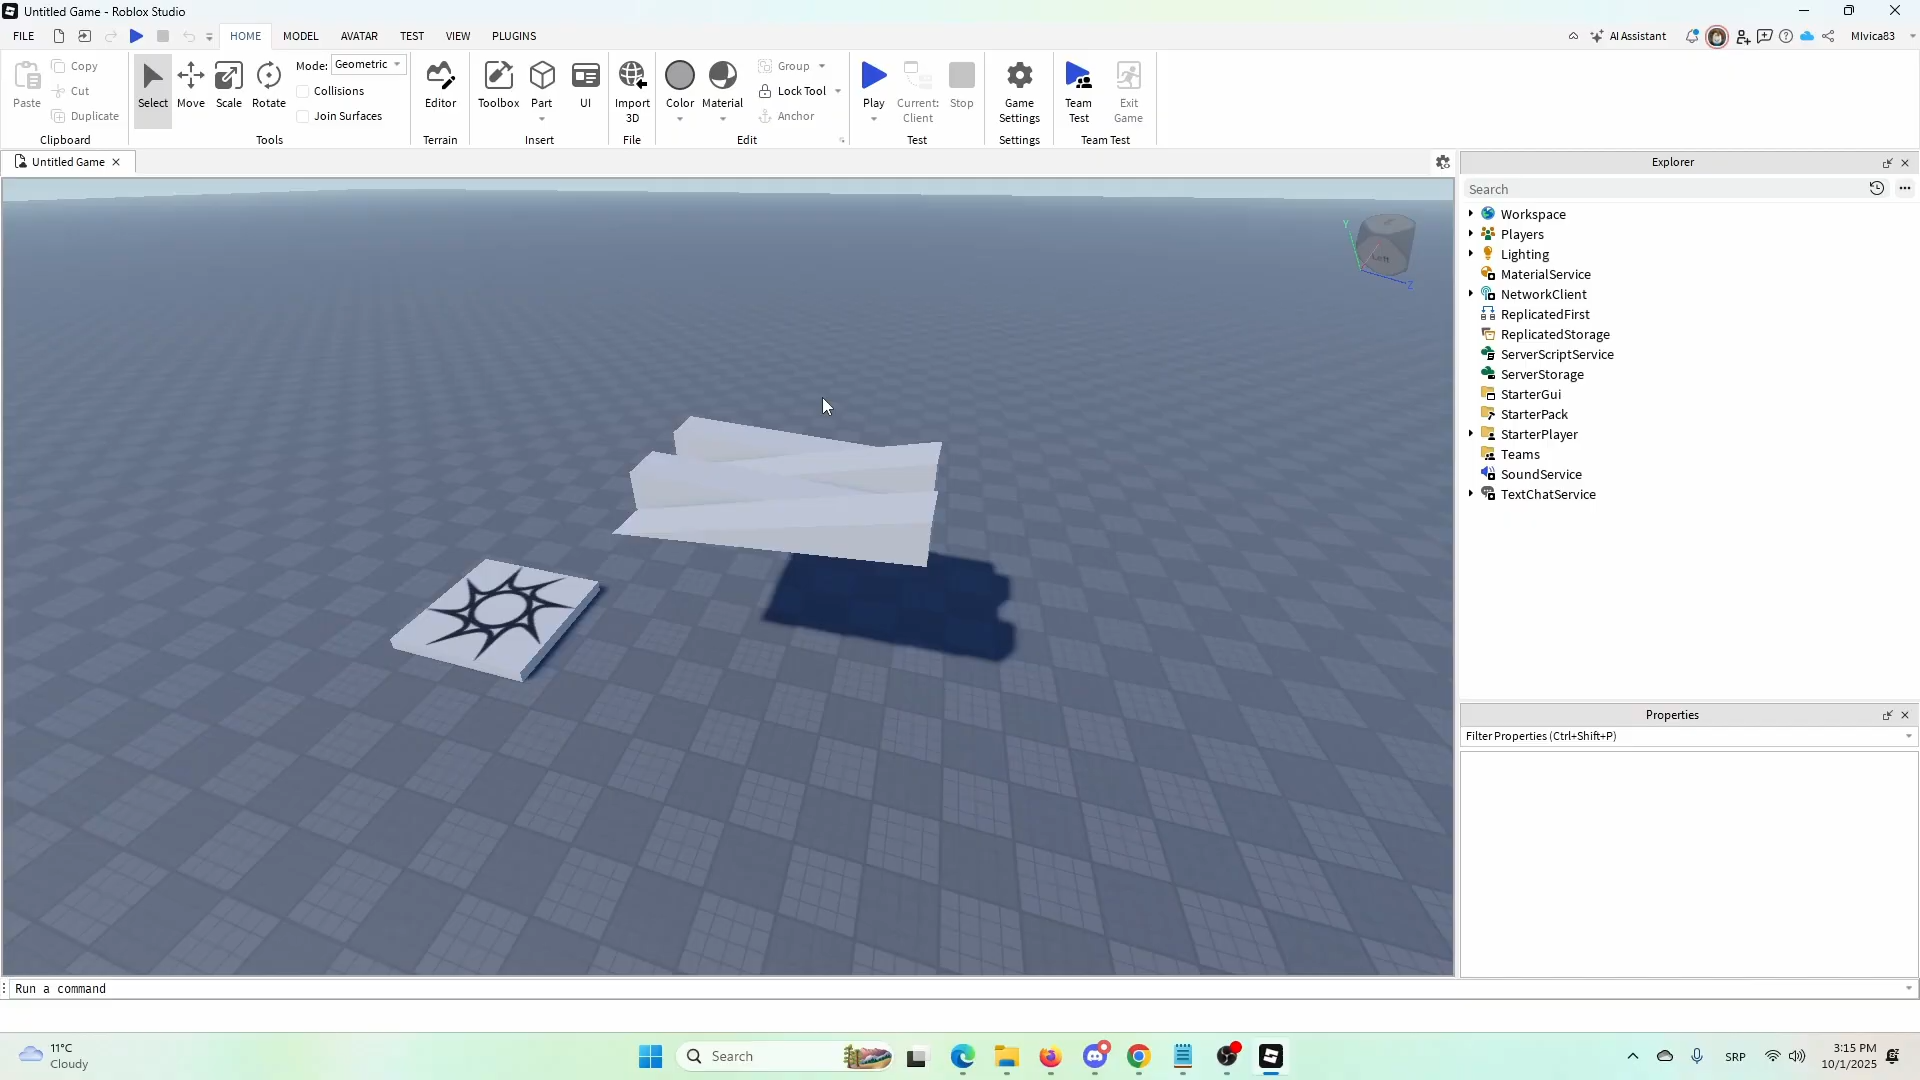 Untitled Game - Roblox Studio
FILE
HOME
MODEL
AVATAR
TEST
VIEW
PLUGINS
AI Assistant
MIvica83
Paste
Copy
Cut
Duplicate
Clipboard
Select
Move
Scale
Rotate
Mode: Geometric
Collisions
Join Surfaces
Tools
Editor
Terrain
Toolbox
Part
UI
Insert
Import
3D
File
Color
Material
Group
Lock Tool
Anchor
Edit
Play
Current:
Client
Stop
Test
Game
Settings
Settings
Team
Test
Exit
Game
Team Test
Untitled Game
Y
Left
Z
Explorer
Search
Workspace
Players
Lighting
MaterialService
NetworkClient
ReplicatedFirst
ReplicatedStorage
ServerScriptService
ServerStorage
StarterGui
StarterPack
StarterPlayer
Teams
SoundService
TextChatService
Properties
Filter Properties (Ctrl+Shift+P)
Run a command
11°C
Cloudy
Search
SRP
3:15 PM
10/1/2025